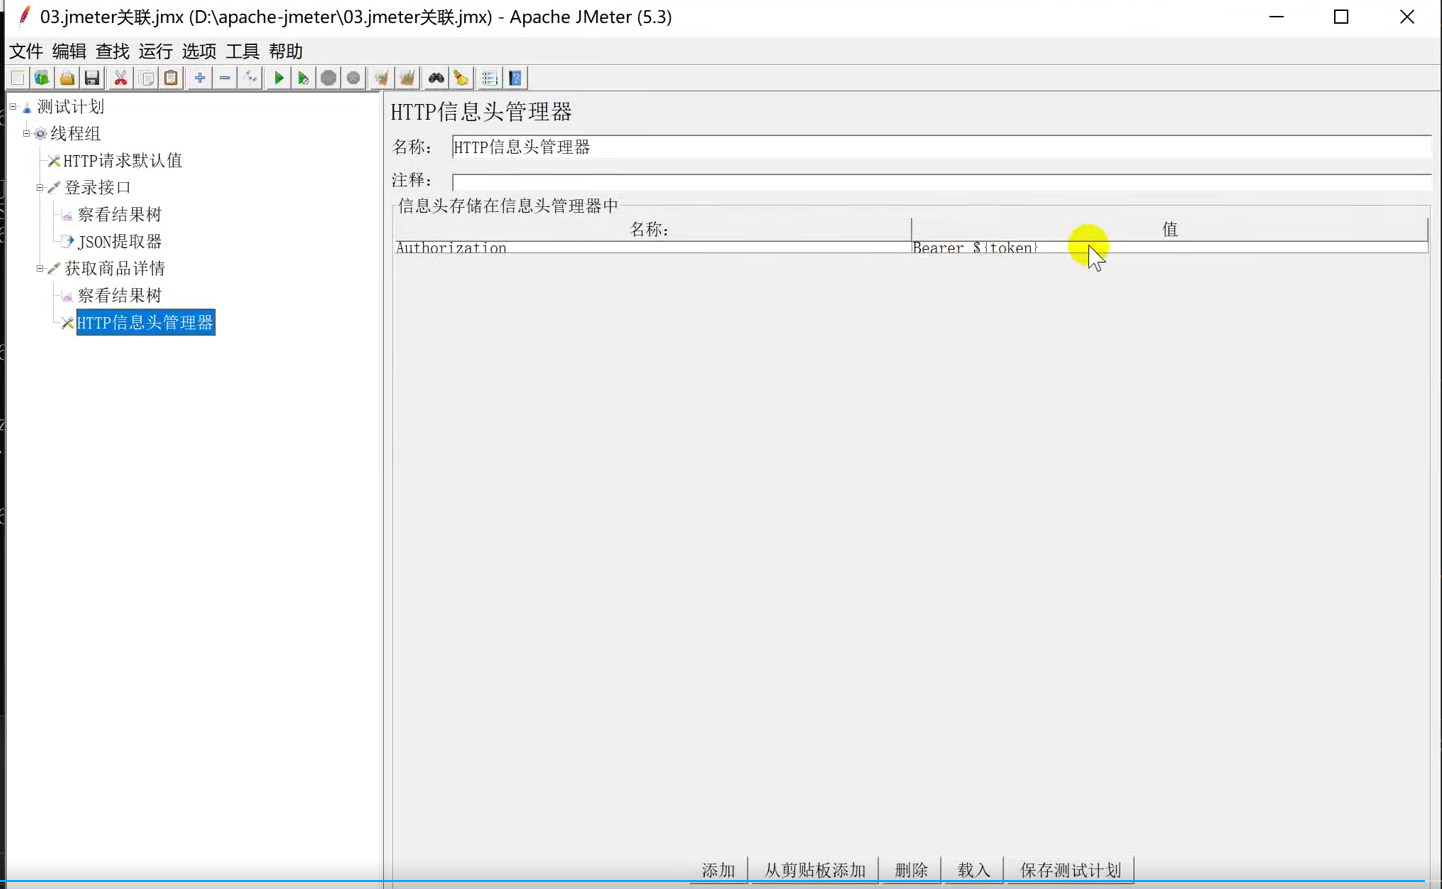 03.jmeter关联.jmx (D:\apache-jmeter\03.jmeter关联.jmx) - Apache JMeter (5.3)
文件 编辑 查找 运行 选项 工具 帮助
测试计划
线程组
HTTP请求默认值
登录接口
察看结果树
JSON提取器
获取商品详情
察看结果树
HTTP信息头管理器
HTTP信息头管理器
名称： HTTP信息头管理器
注释：
信息头存储在信息头管理器中
名称： 值
Authorization Bearer ${token}
添加 从剪贴板添加 删除 载入 保存测试计划